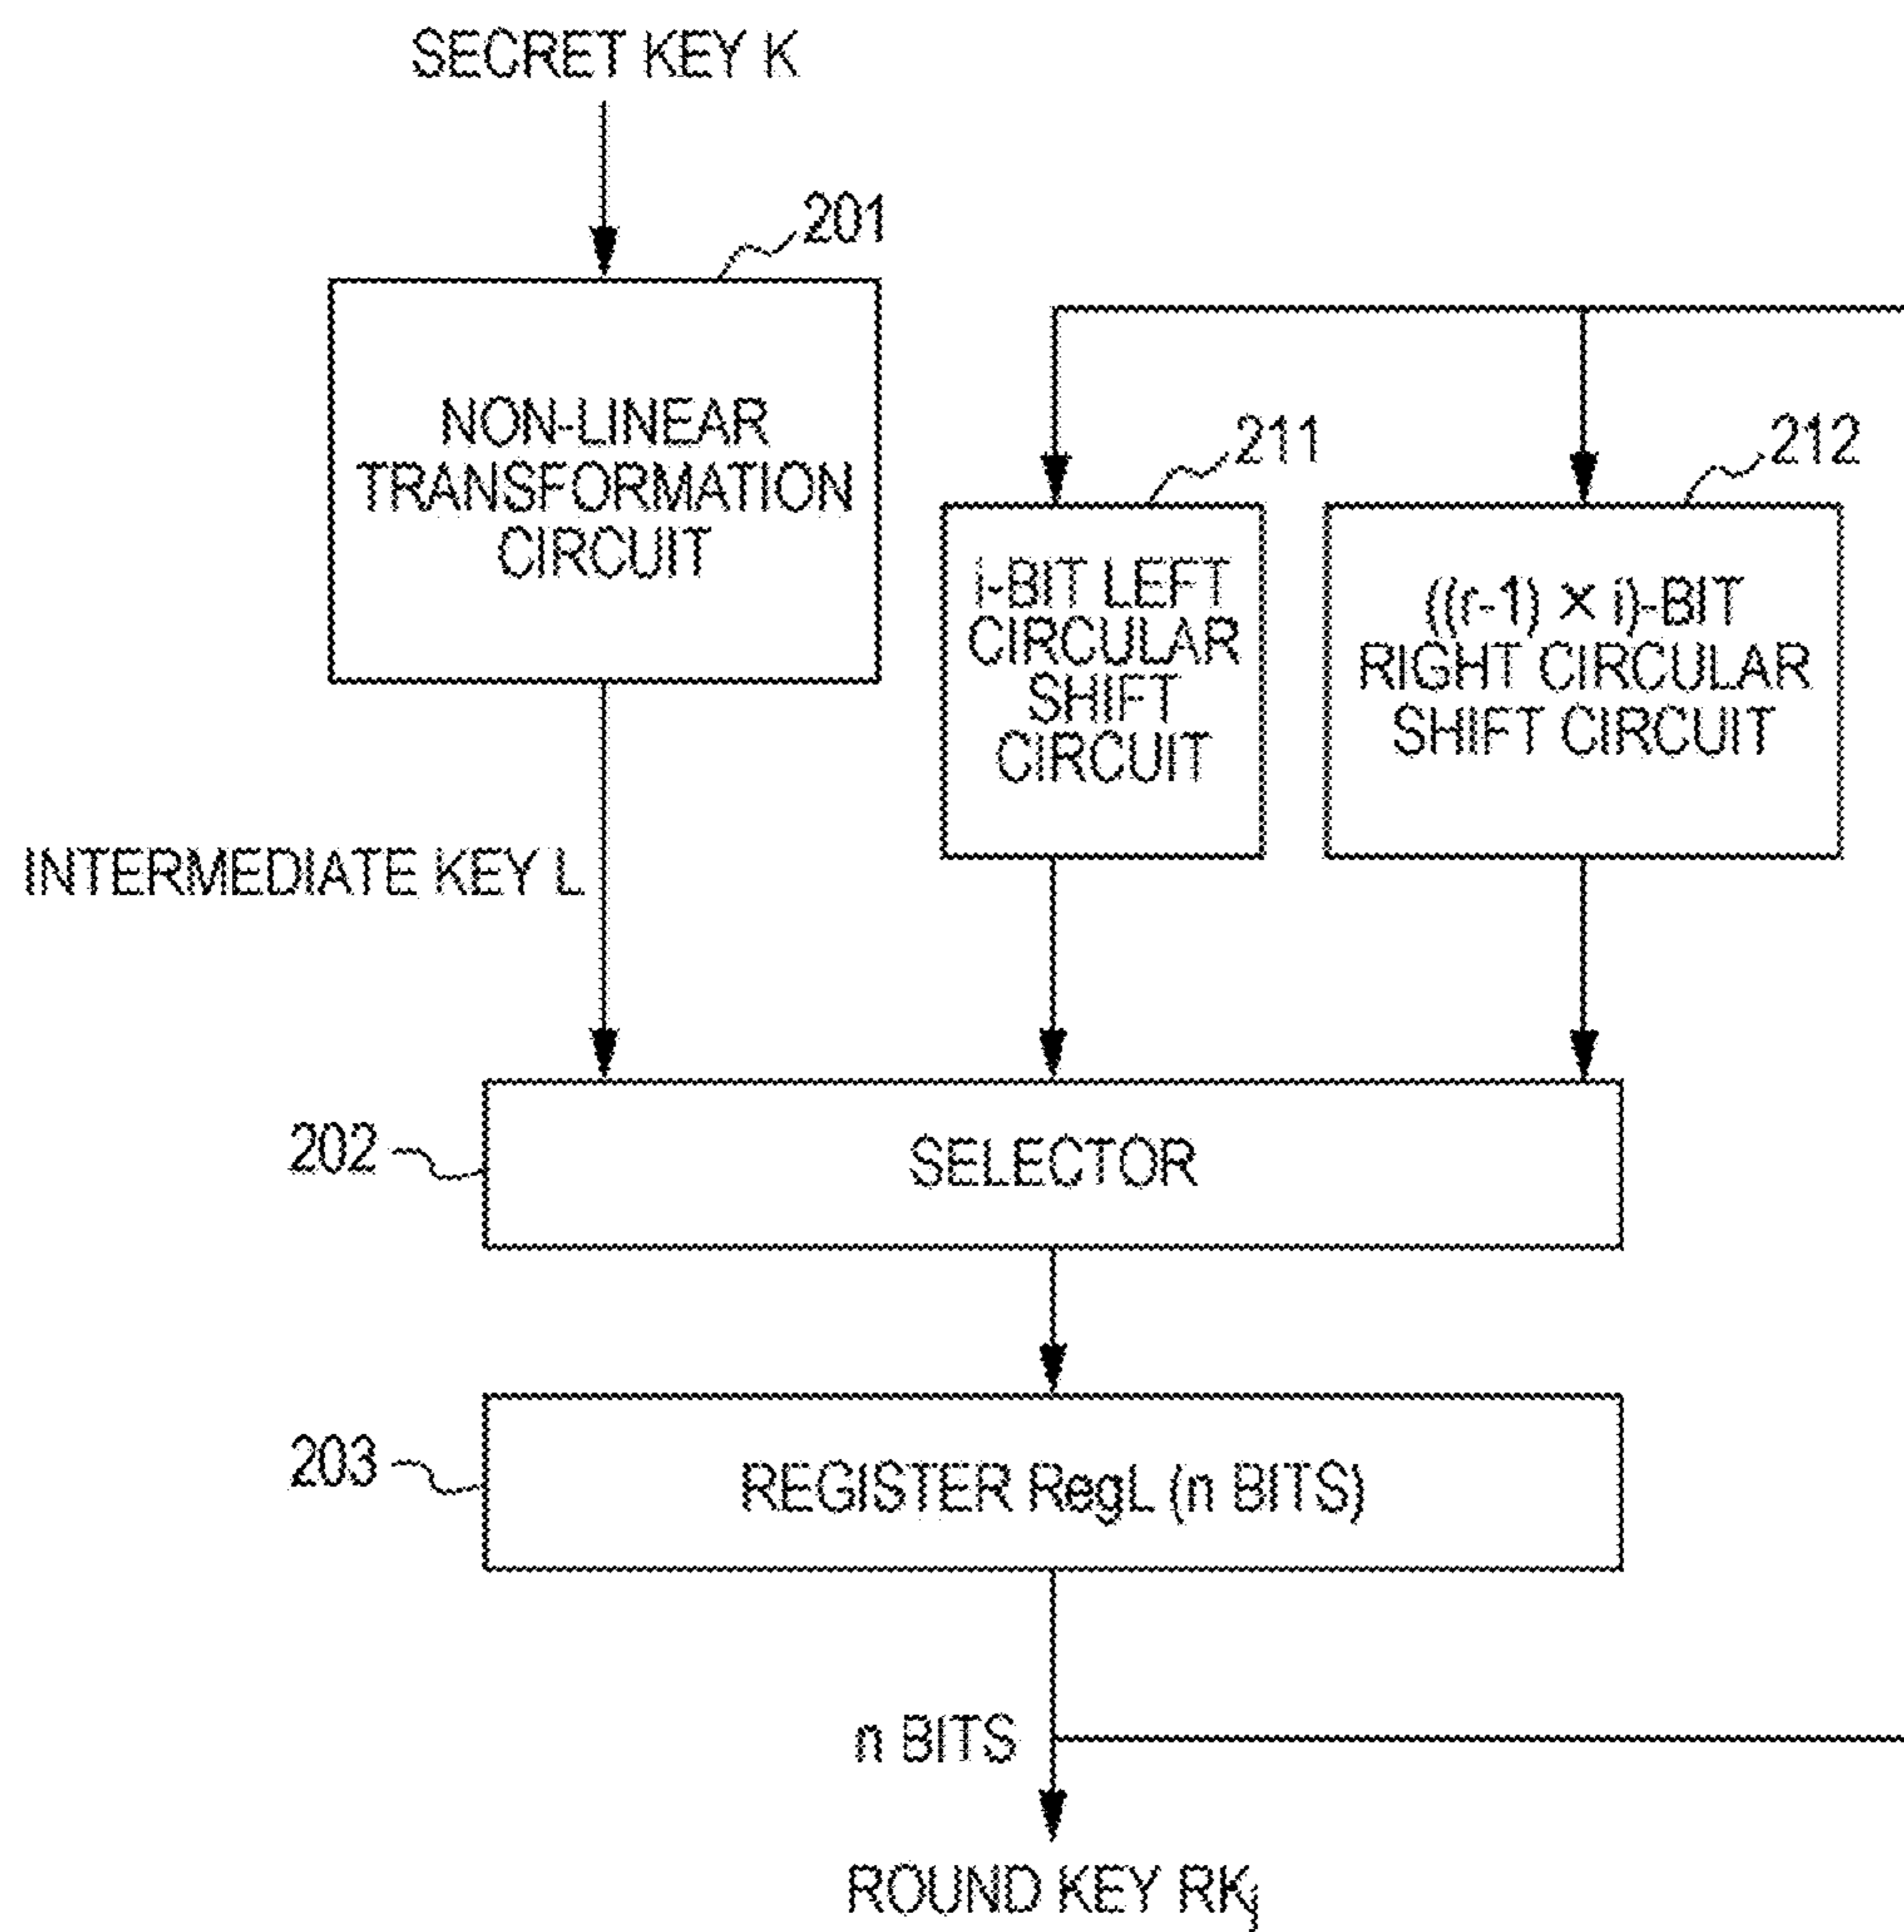 SECRET KEY K
201
NON-LINEAR
TRANSFORMATION
CIRCUIT
211
I-BIT LEFT
CIRCULAR
SHIFT
CIRCUIT
212
((r-1) × i)-BIT
RIGHT CIRCULAR
SHIFT CIRCUIT
INTERMEDIATE KEY L
202
SELECTOR
203
REGISTER RegL (n BITS)
n BITS
ROUND KEY RKj